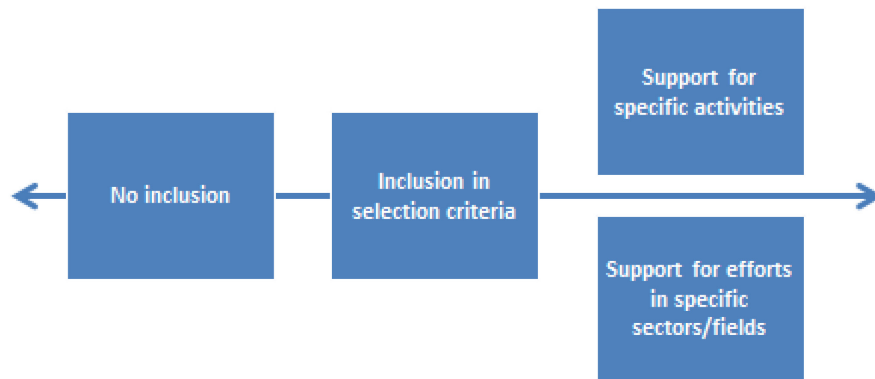 No inclusion
Inclusion in
selection criteria
Support for
specific activities
Support for efforts
in specific
sectors/fields